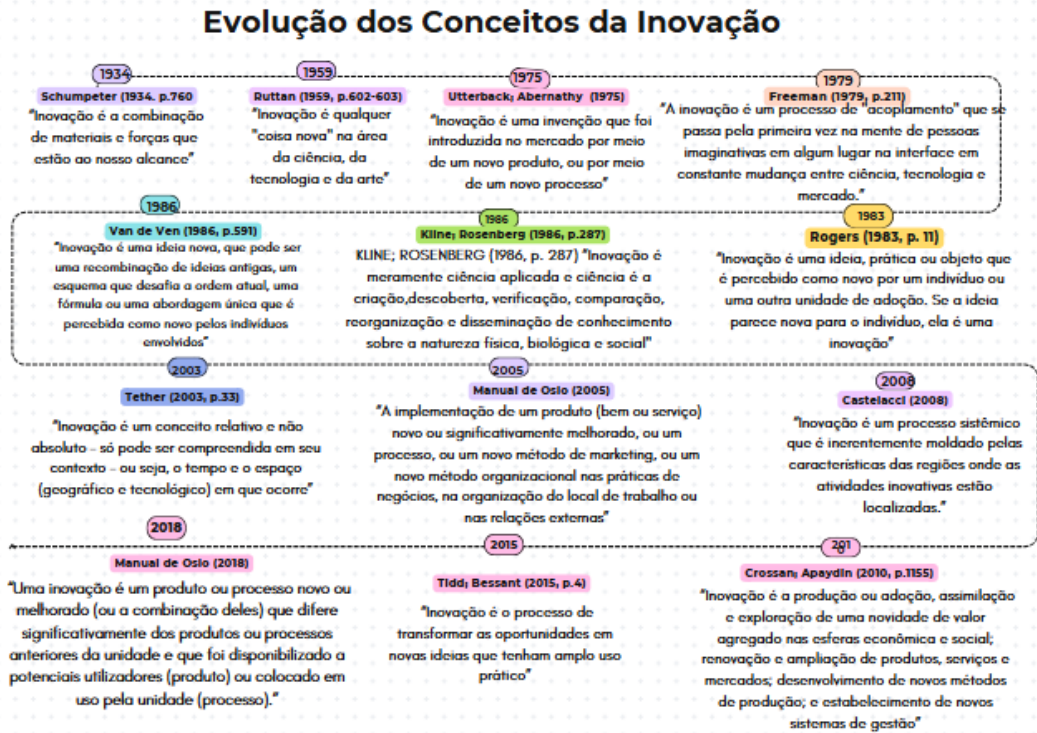 Evolução dos Conceitos da Inovação
1934
Schumpeter (1934. p.760
"Inovação é a combinação
de materiais e forças que
estão ao nosso alcance"
1959
Ruttan (1959, p.602-603)
"Inovação é qualquer
"coisa nova" na área
da ciência, da
tecnologia e da arte"
1975
Utterback; Abernathy (1975)
"Inovação é uma invenção que foi
introduzida no mercado por meio
de um novo produto, ou por meio
de um novo processo"
1979
Freeman (1979, p.211)
"A inovação é um processo de "acoplamento" que se
passa pela primeira vez na mente de pessoas
imaginativas em algum lugar na interface em
constante mudança entre ciência, tecnologia e
mercado."
1986
Van de Ven (1986, p.591)
"Inovação é uma ideia nova, que pode ser
uma recombinação de ideias antigas, um
esquema que desafia a ordem atual, uma
fórmula ou uma abordagem única que é
percebida como novo pelos indivíduos
envolvidos"
1986
Kline; Rosenberg (1986, p.287)
KLINE; ROSENBERG (1986, p. 287) "Inovação é
meramente ciência aplicada e ciência é a
criação,descoberta, verificação, comparação,
reorganização e disseminação de conhecimento
sobre a natureza física, biológica e social"
1983
Rogers (1983, p. 11)
"Inovação é uma ideia, prática ou objeto que
é percebido como novo por um indivíduo ou
uma outra unidade de adoção. Se a ideia
parece nova para o indivíduo, ela é uma
inovação"
2003
Tether (2003, p.33)
"Inovação é um conceito relativo e não
absoluto - só pode ser compreendida em seu
contexto - ou seja, o tempo e o espaço
(geográfico e tecnológico) em que ocorre"
2005
Manual de Oslo (2005)
"A implementação de um produto (bem ou serviço)
novo ou significativamente melhorado, ou um
processo, ou um novo método de marketing, ou um
novo método organizacional nas práticas de
negócios, na organização do local de trabalho ou
nas relações externas"
2008
Castelacci (2008)
"Inovação é um processo sistêmico
que é inerentemente moldado pelas
características das regiões onde as
atividades inovativas estão
localizadas."
2018
Manual de Oslo (2018)
"Uma inovação é um produto ou processo novo ou
melhorado (ou a combinação deles) que difere
significativamente dos produtos ou processos
anteriores da unidade e que foi disponibilizado a
potenciais utilizadores (produto) ou colocado em
uso pela unidade (processo)."
2015
Tidd; Bessant (2015, p.4)
"Inovação é o processo de
transformar as oportunidades em
novas ideias que tenham amplo uso
prático"
201
0
Crossan; Apaydin (2010, p.1155)
"Inovação é a produção ou adoção, assimilação
e exploração de uma novidade de valor
agregado nas esferas econômica e social;
renovação e ampliação de produtos, serviços e
mercados; desenvolvimento de novos métodos
de produção; e estabelecimento de novos
sistemas de gestão"